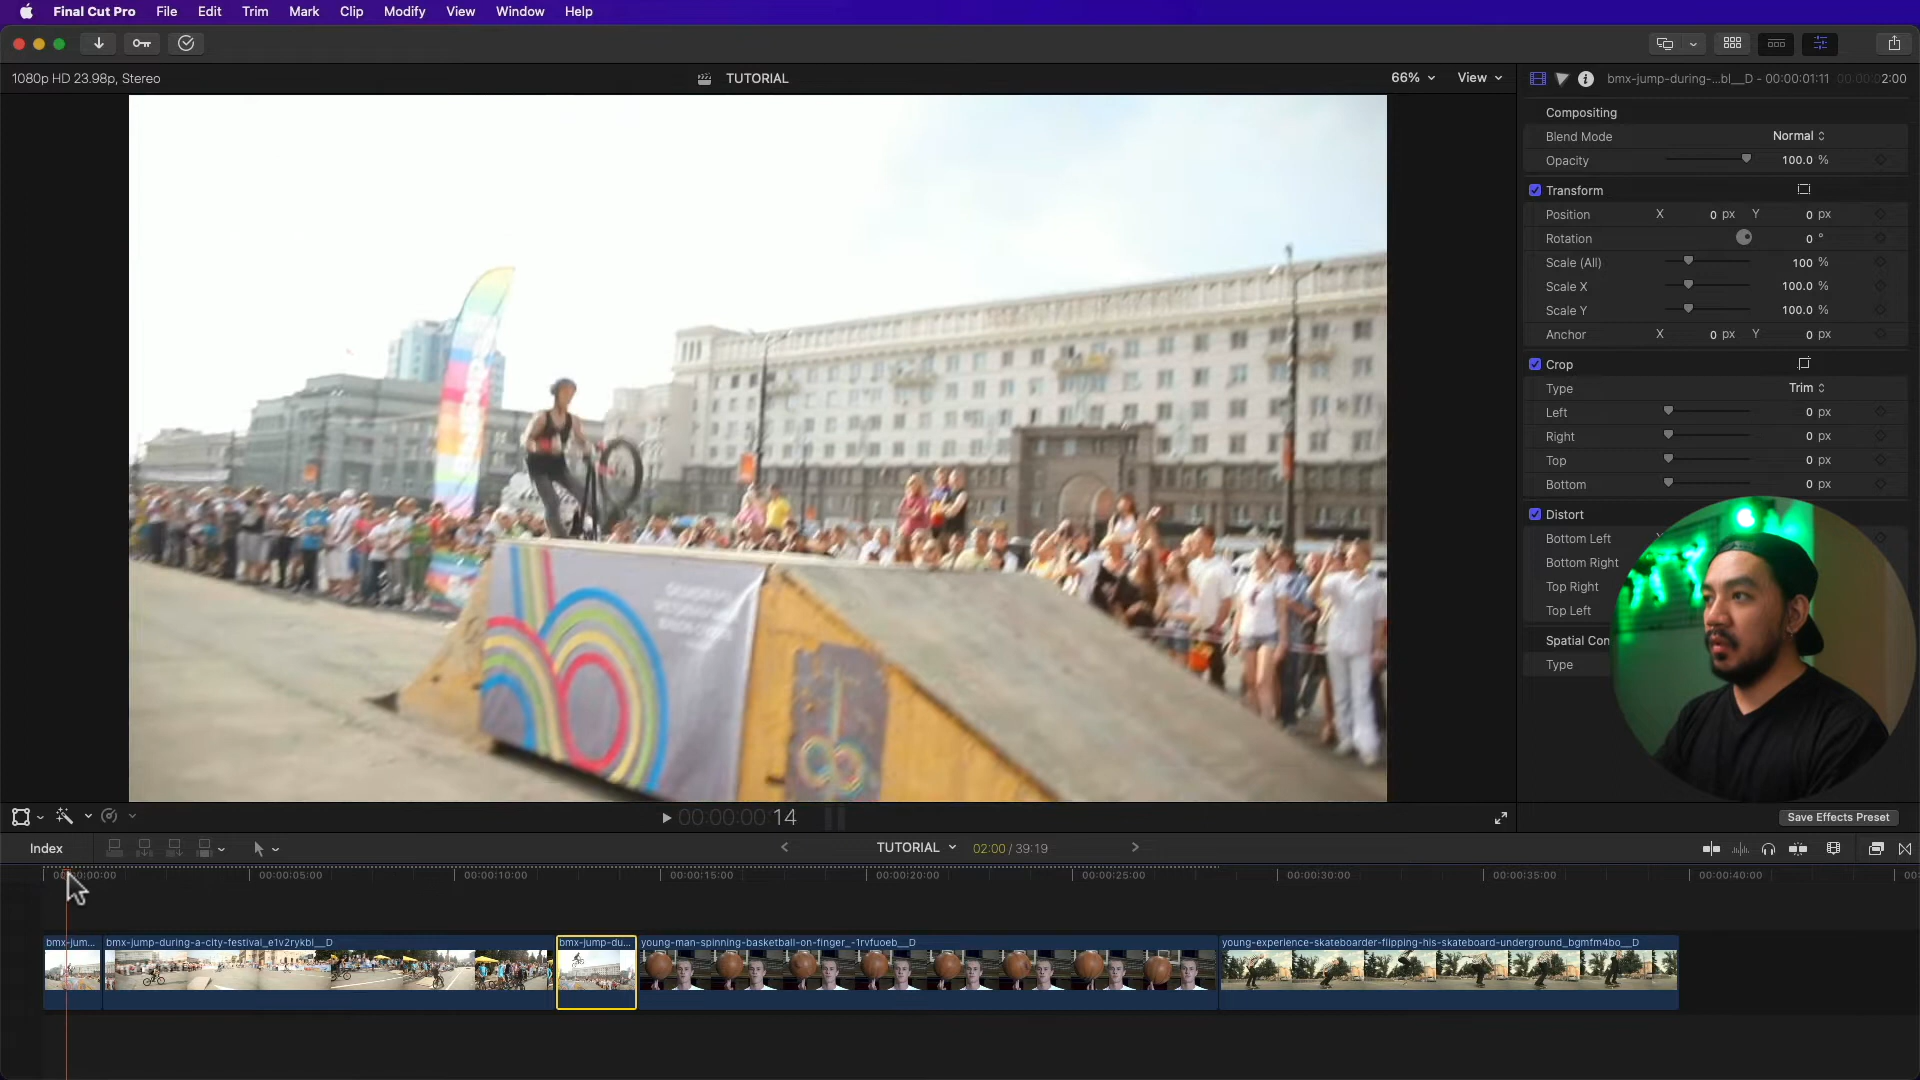 Final Cut Pro File Edit Trim Mark Clip Modify View Window Help
1080p HD 23.98p, Stereo
TUTORIAL
66% View
bmx-jump-during-...bl__D - 00:00:01:11 00:00:02:00
Compositing
Blend Mode Normal
Opacity 100.0 %
Transform
Position X 0 px Y 0 px
Rotation 0 °
Scale (All) 100 %
Scale X 100.0 %
Scale Y 100.0 %
Anchor X 0 px Y 0 px
Crop
Type Trim
Left 0 px
Right 0 px
Top 0 px
Bottom 0 px
Distort
Bottom Left
Bottom Right
Top Right
Top Left
Spatial Con
Type
Save Effects Preset
00:00:00:14
Index
TUTORIAL 02:00 / 39:19
00:00:00:00 00:00:05:00 00:00:10:00 00:00:15:00 00:00:20:00 00:00:25:00 00:00:30:00 00:00:35:00 00:00:40:00
bmx-jum... bmx-jump-during-a-city-festival_e1v2rykbl__D bmx-jump-du... young-man-spinning-basketball-on-finger_-1rvfuoeb__D young-experience-skateboarder-flipping-his-skateboard-underground_bgmfm4bo__D